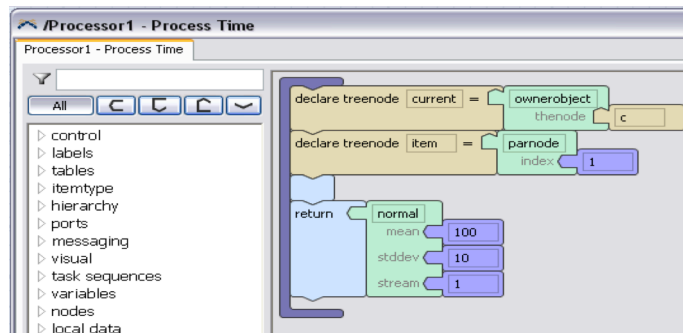 /Processor1 - Process Time
Processor1 - Process Time
All
control
labels
tables
itemtype
hierarchy
ports
messaging
visual
task sequences
variables
nodes
local data
declare treenode current = ownerobject
thenode c
declare treenode item = parnode
index 1
return normal
mean 100
stddev 10
stream 1